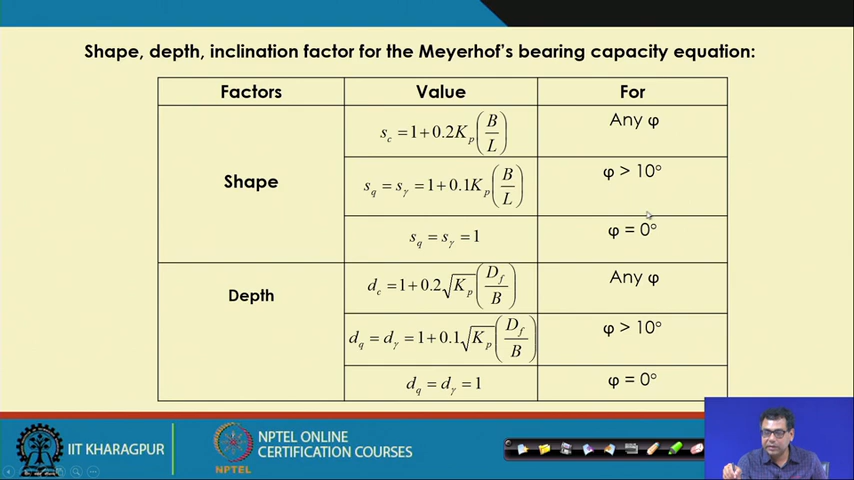 Shape, depth, inclination factor for the Meyerhof's bearing capacity equation:
Factors Value For
Shape
s_c = 1 + 0.2K_p (B/L) Any φ
s_q = s_γ = 1 + 0.1K_p (B/L) φ > 10°
s_q = s_γ = 1 φ = 0°
Depth
d_c = 1 + 0.2√K_p (D_f/B) Any φ
d_q = d_γ = 1 + 0.1√K_p (D_f/B) φ > 10°
d_q = d_γ = 1 φ = 0°
IIT KHARAGPUR
NPTEL
NPTEL ONLINE
CERTIFICATION COURSES